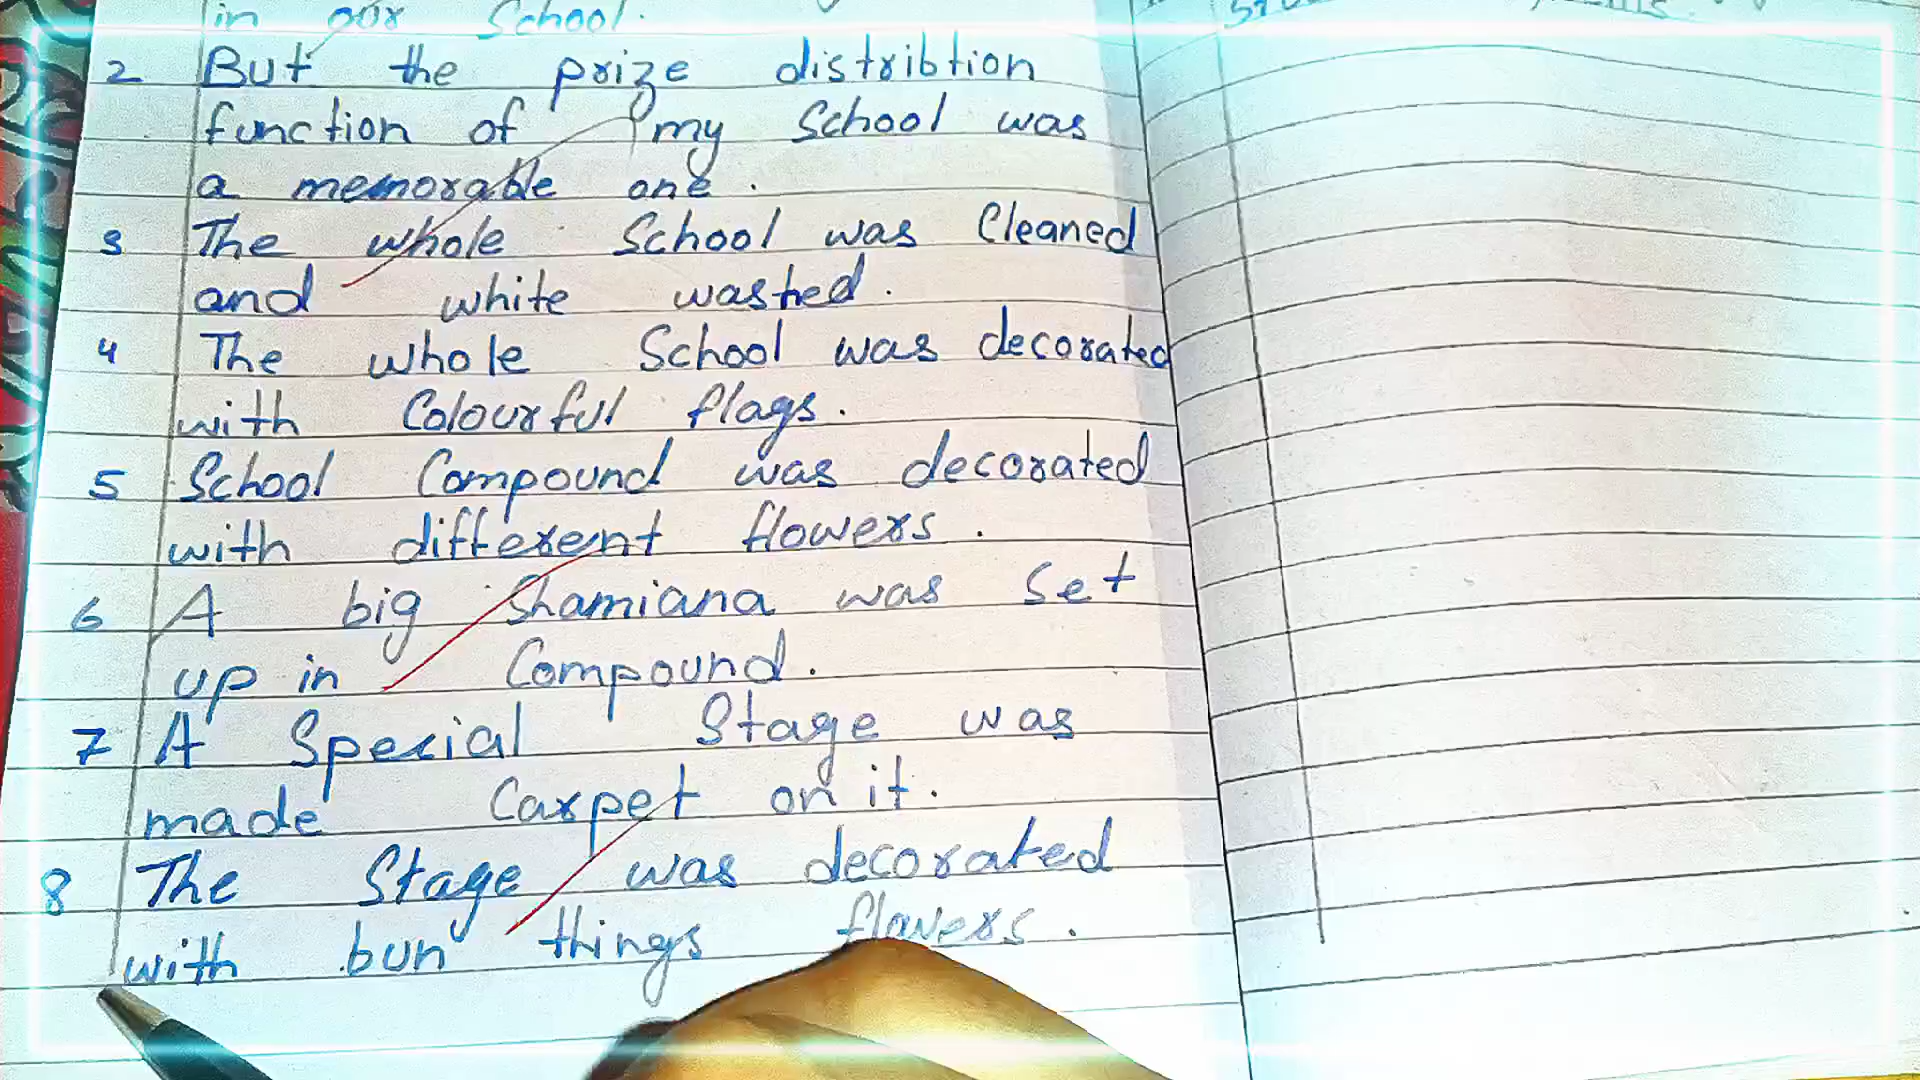 in our School.
2 But the prize distribtion
function of my School was
a memorable one.
3 The whole School was Cleaned
and white washed.
4 The whole School was decorated
with Colourful flags.
5 School Compound was decorated
with different flowers.
6 A big Shamiana was Set
up in Compound.
7 A Special Stage was
made Carpet on it.
8 The Stage was decorated
with bun things flowers.